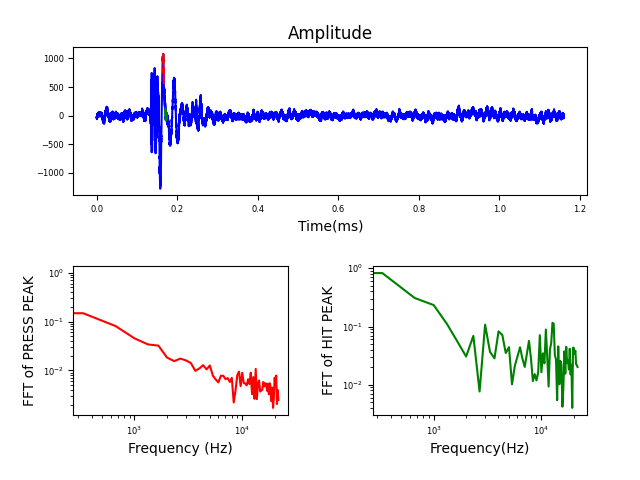 Amplitude
1000
500
0
−500
−1000
0.0 0.2 0.4 0.6 0.8 1.0 1.2
Time(ms)
FFT of PRESS PEAK
10⁰
10⁻¹
10⁻²
10³ 10⁴
Frequency (Hz)
FFT of HIT PEAK
10⁰
10⁻¹
10⁻²
10³ 10⁴
Frequency(Hz)